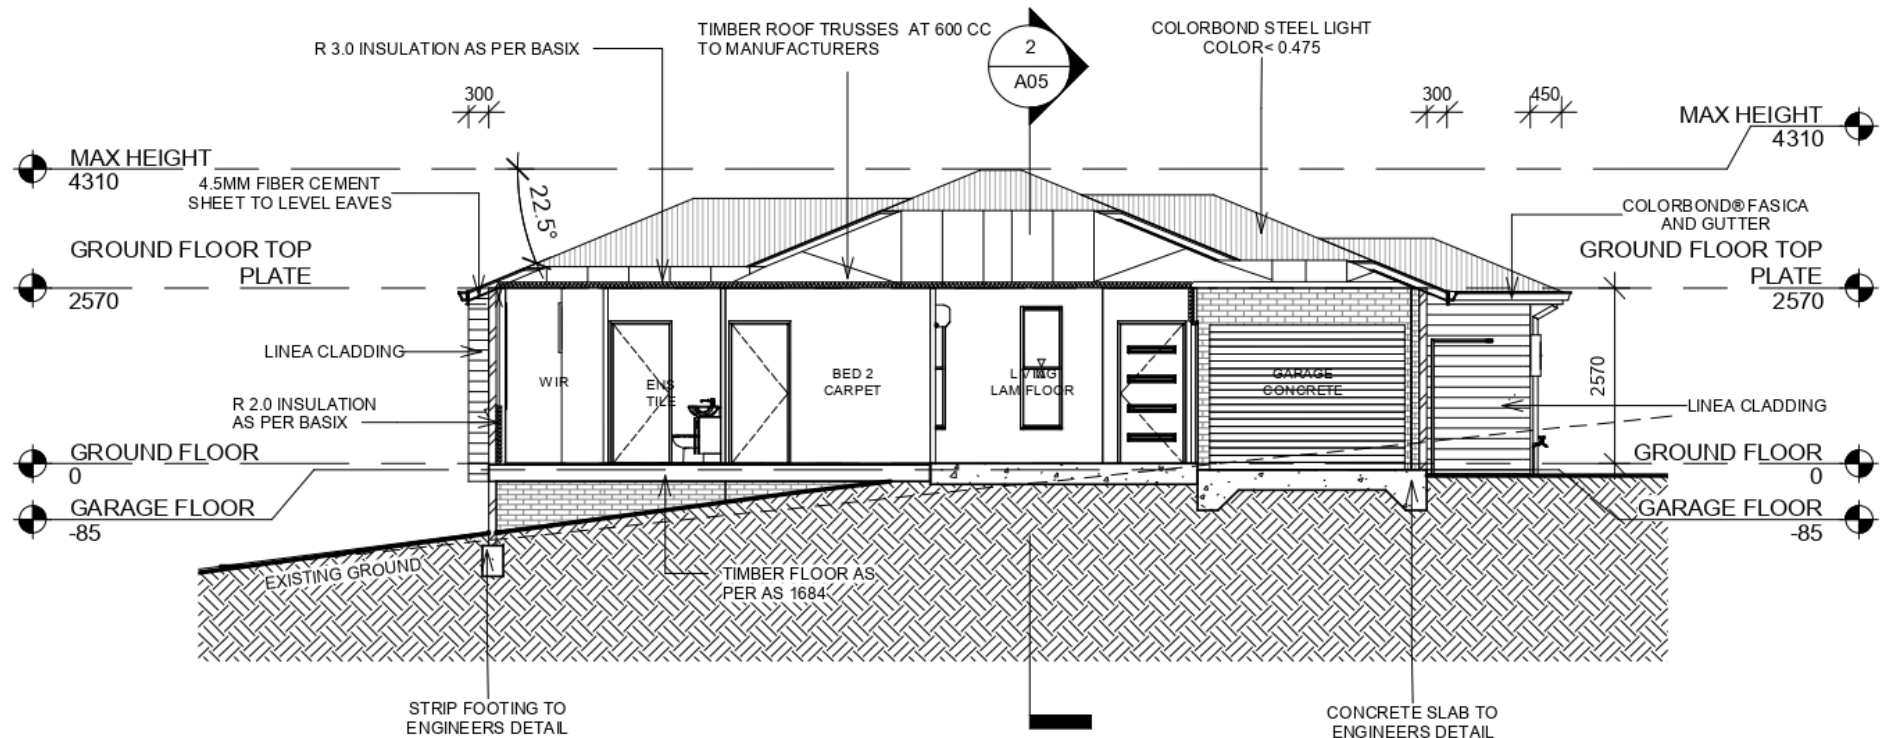 R 3.0 INSULATION AS PER BASIX
TIMBER ROOF TRUSSES AT 600 CC
TO MANUFACTURERS
2
A05
COLORBOND STEEL LIGHT
COLOR< 0.475
300
300
450
MAX HEIGHT
4310
MAX HEIGHT
4310
4.5MM FIBER CEMENT
SHEET TO LEVEL EAVES
22.5°
COLORBOND® FASICA
AND GUTTER
GROUND FLOOR TOP
PLATE
2570
GROUND FLOOR TOP
PLATE
2570
LINEA CLADDING
WIR
ENS
TILE
BED 2
CARPET
LIVING
LAM FLOOR
GARAGE
CONCRETE
2570
R 2.0 INSULATION
AS PER BASIX
LINEA CLADDING
GROUND FLOOR
0
GROUND FLOOR
0
GARAGE FLOOR
-85
GARAGE FLOOR
-85
EXISTING GROUND
TIMBER FLOOR AS
PER AS 1684
STRIP FOOTING TO
ENGINEERS DETAIL
CONCRETE SLAB TO
ENGINEERS DETAIL